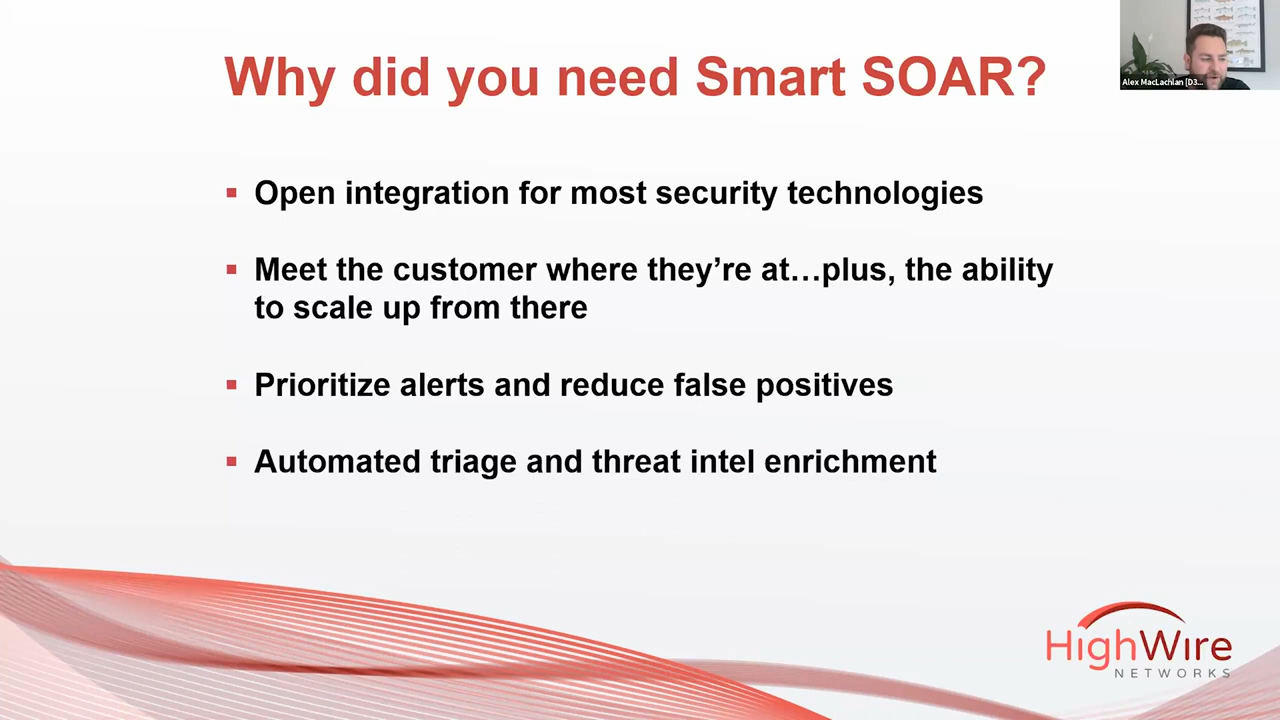 Why did you need Smart SOAR?
Alex MacLachlan [D3...
▪ Open integration for most security technologies
▪ Meet the customer where they're at…plus, the ability
to scale up from there
▪ Prioritize alerts and reduce false positives
▪ Automated triage and threat intel enrichment
HighWire
NETWORKS